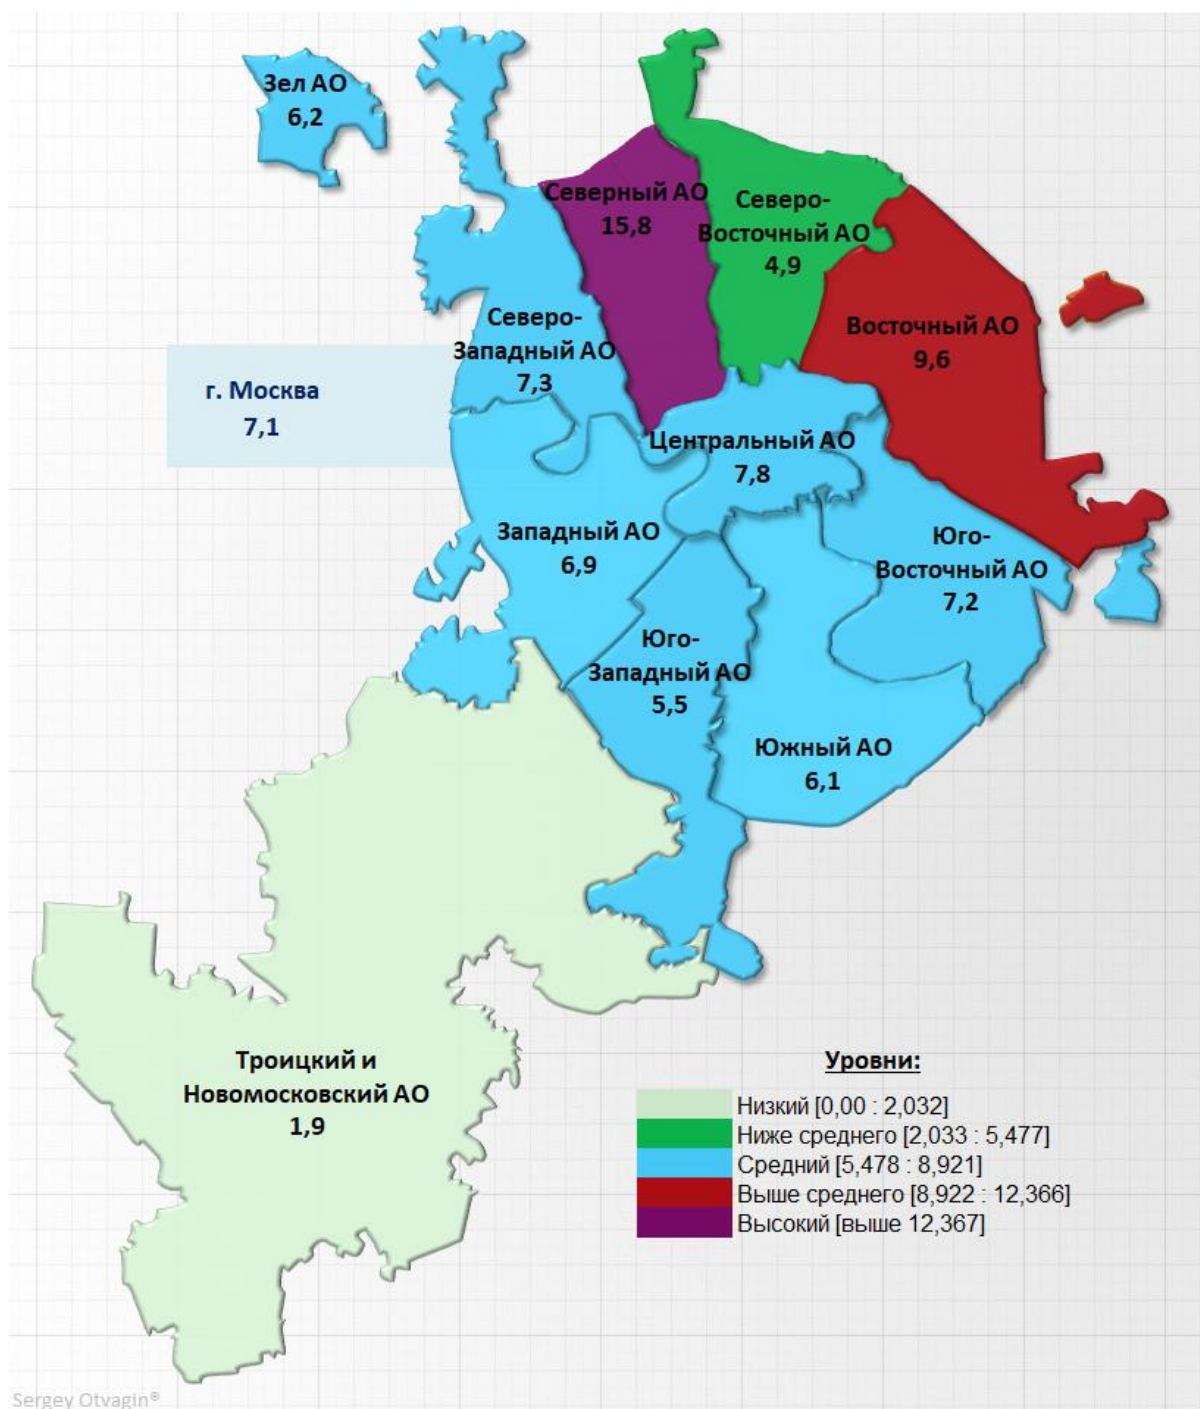 Зел АО
6,2
Северный АО
15,8
Северо-
Восточный АО
4,9
Северо-
Западный АО
7,3
Восточный АО
9,6
г. Москва
7,1
Центральный АО
7,8
Западный АО
6,9
Юго-
Восточный АО
7,2
Юго-
Западный АО
5,5
Южный АО
6,1
Троицкий и
Новомосковский АО
1,9
Уровни:
Низкий [0,00 : 2,032]
Ниже среднего [2,033 : 5,477]
Средний [5,478 : 8,921]
Выше среднего [8,922 : 12,366]
Высокий [выше 12,367]
Sergey Otvagin®